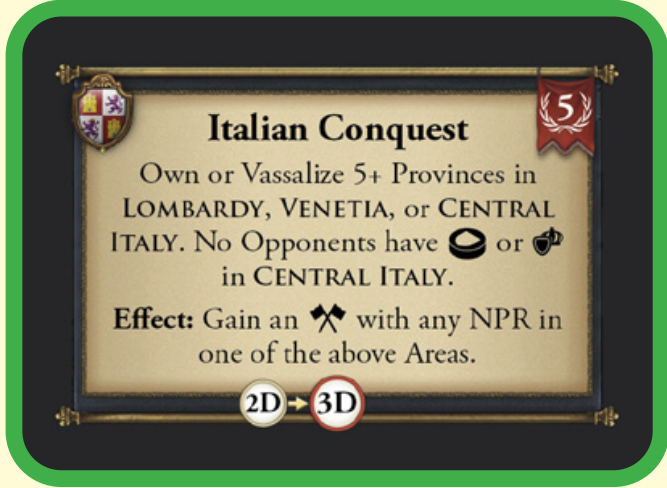 5
Italian Conquest
Own or Vassalize 5+ Provinces in
LOMBARDY, VENETIA, or CENTRAL
ITALY. No Opponents have or
in CENTRAL ITALY.
Effect: Gain an with any NPR in
one of the above Areas.
2D 3D